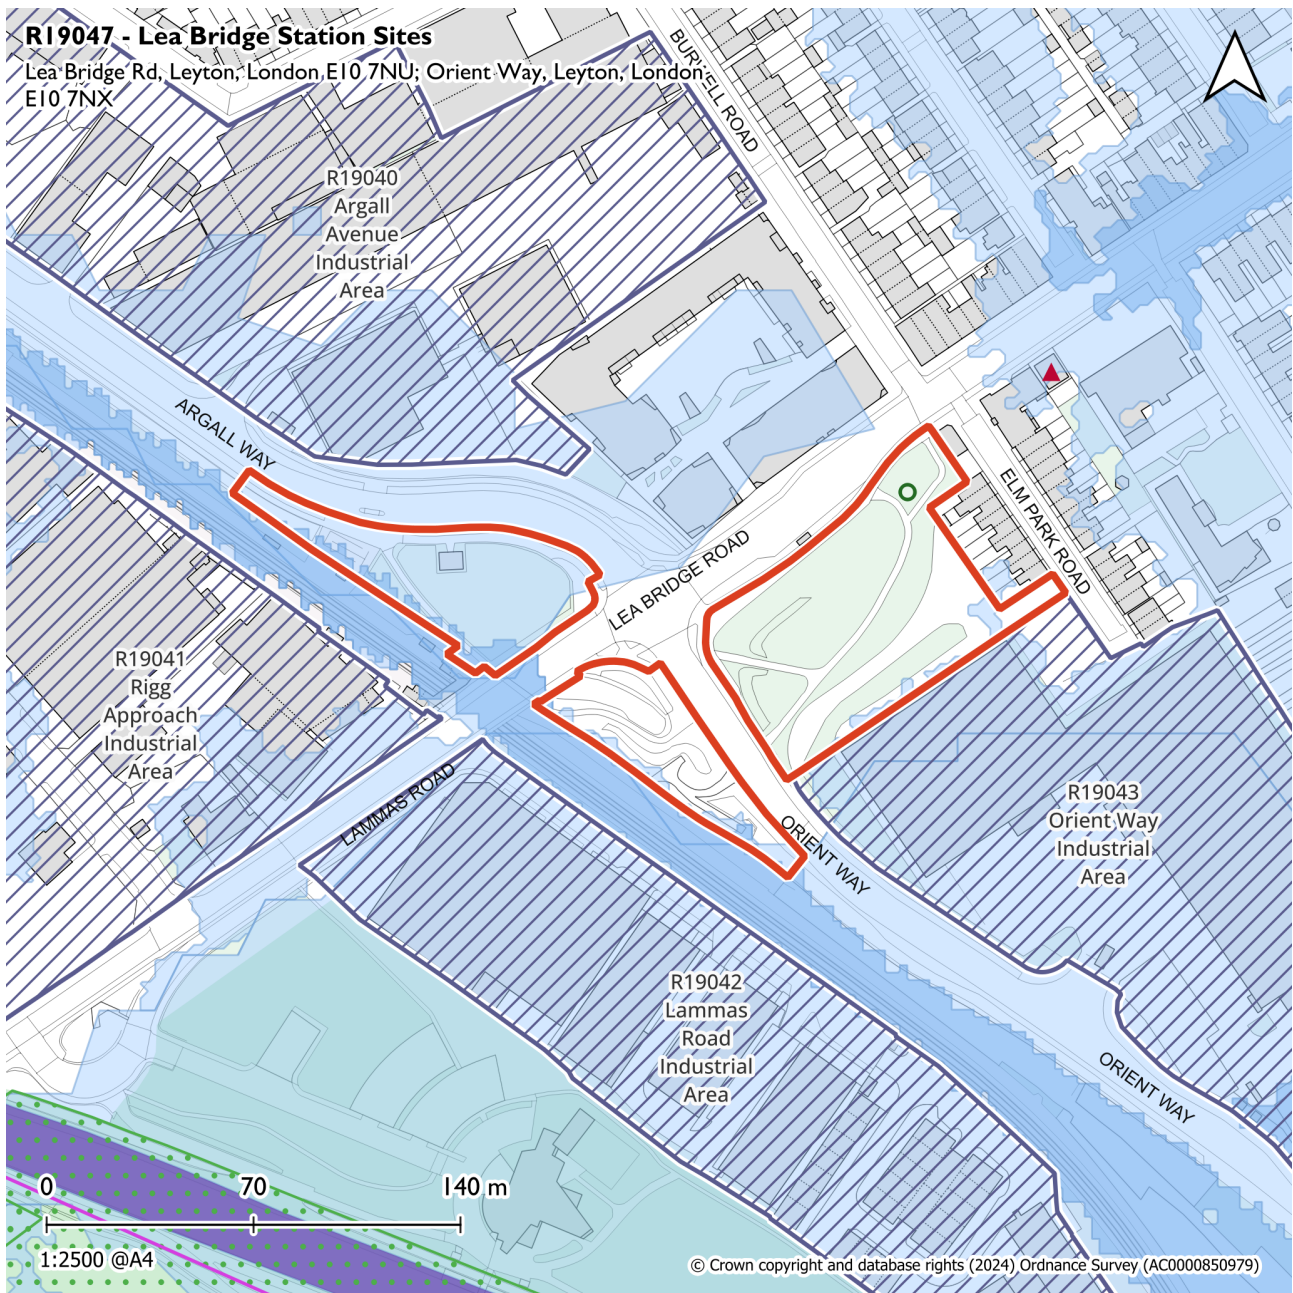 R19047 - Lea Bridge Station Sites
Lea Bridge Rd, Leyton, London E10 7NU; Orient Way, Leyton, London
E10 7NX
BURWELL ROAD
R19040
Argall
Avenue
Industrial
Area
ARGALL WAY
ELM PARK ROAD
LEA BRIDGE ROAD
R19041
Rigg
Approach
Industrial
Area
LAMMAS ROAD
R19043
Orient Way
Industrial
Area
ORIENT WAY
R19042
Lammas
Road
Industrial
Area
ORIENT WAY
0 70 140 m
1:2500 @A4
© Crown copyright and database rights (2024) Ordnance Survey (AC0000850979)